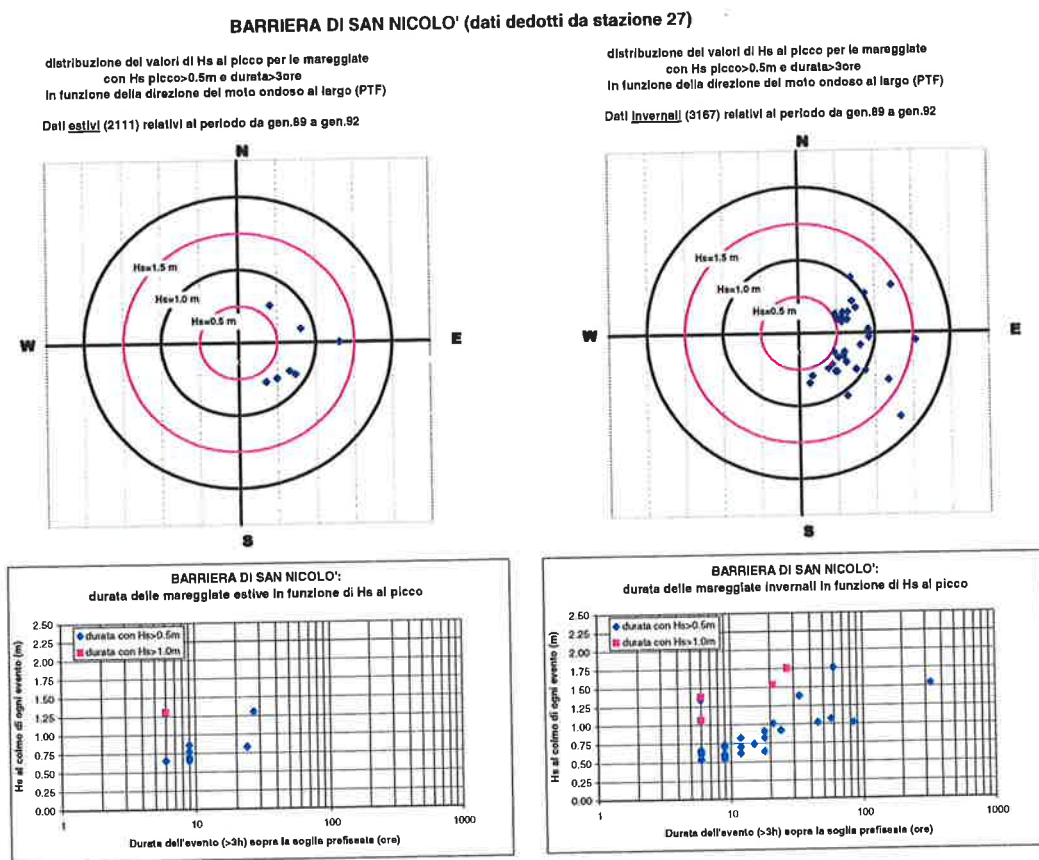 BARRIERA DI SAN NICOLO' (dati dedotti da stazione 27)
distribuzione dei valori di Hs al picco per le mareggiate
con Hs picco>0.5m e durata>3ore
in funzione della direzione del moto ondoso al largo (PTF)
Dati estivi (2111) relativi al periodo da gen.89 a gen.92
N
Hs=1.5 m
Hs=1.0 m
Hs=0.5 m
W
E
S
distribuzione dei valori di Hs al picco per le mareggiate
con Hs picco>0.5m e durata>3ore
in funzione della direzione del moto ondoso al largo (PTF)
Dati invernali (3167) relativi al periodo da gen.89 a gen.92
N
Hs=1.5 m
Hs=1.0 m
Hs=0.5 m
W
E
S
BARRIERA DI SAN NICOLO':
durata delle mareggiate estive in funzione di Hs al picco
Hs al colmo di ogni evento (m)
2.50
2.25
2.00
1.75
1.50
1.25
1.00
0.75
0.50
0.25
0.00
durata con Hs>0.5m
durata con Hs>1.0m
1
10
100
1000
Durata dell'evento (>3h) sopra la soglia prefissata (ore)
BARRIERA DI SAN NICOLO':
durata delle mareggiate invernali in funzione di Hs al picco
Hs al colmo di ogni evento (m)
2.50
2.25
2.00
1.75
1.50
1.25
1.00
0.75
0.50
0.25
0.00
durata con Hs>0.5m
durata con Hs>1.0m
1
10
100
1000
Durata dell'evento (>3h) sopra la soglia prefissata (ore)